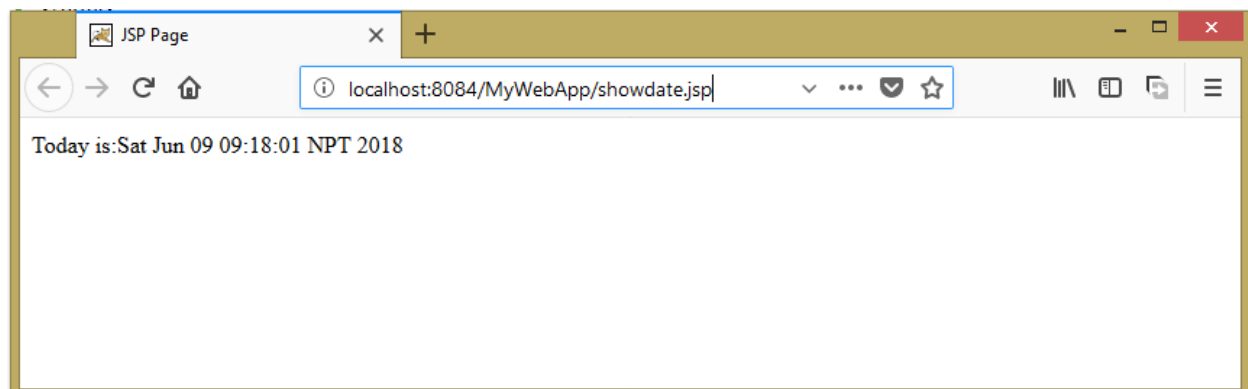 JSP Page
localhost:8084/MyWebApp/showdate.jsp
Today is:Sat Jun 09 09:18:01 NPT 2018